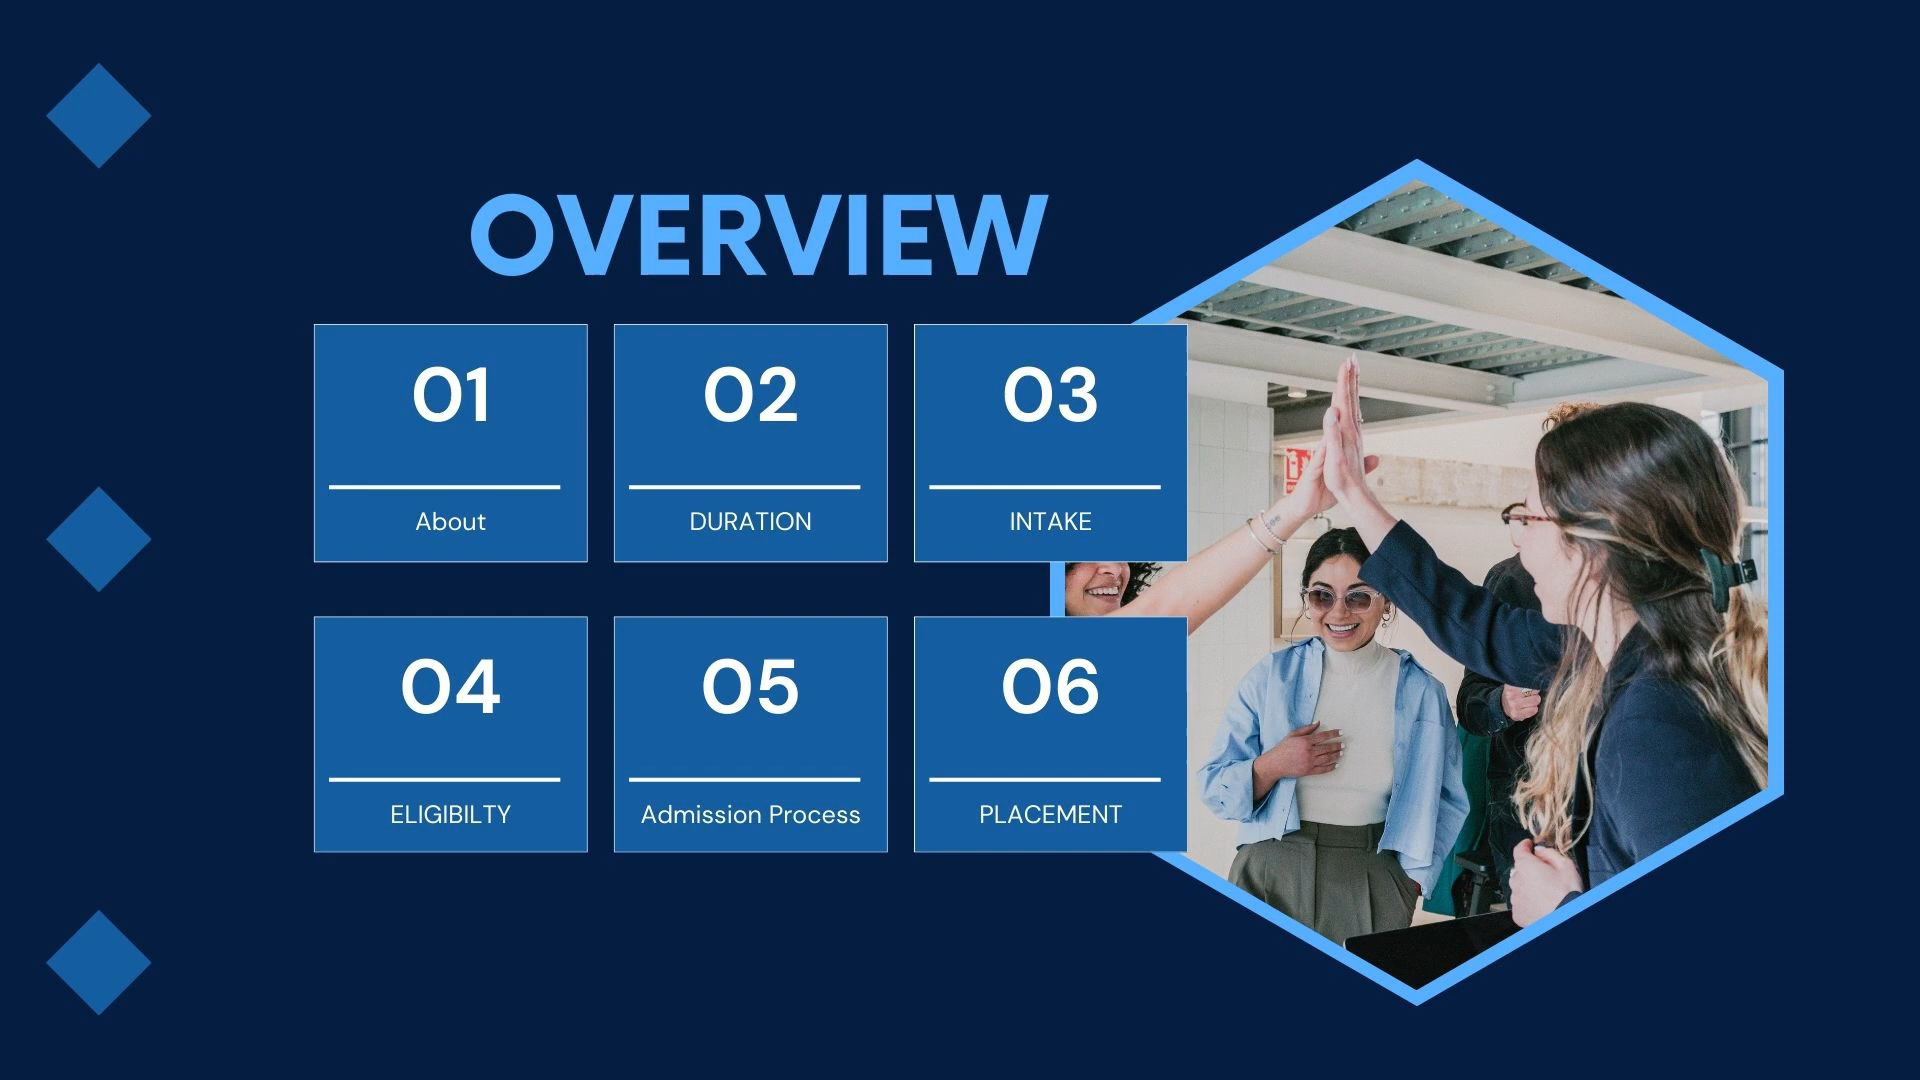 OVERVIEW
01
02
03
About
DURATION
INTAKE
04
05
06
ELIGIBILTY
Admission Process
PLACEMENT